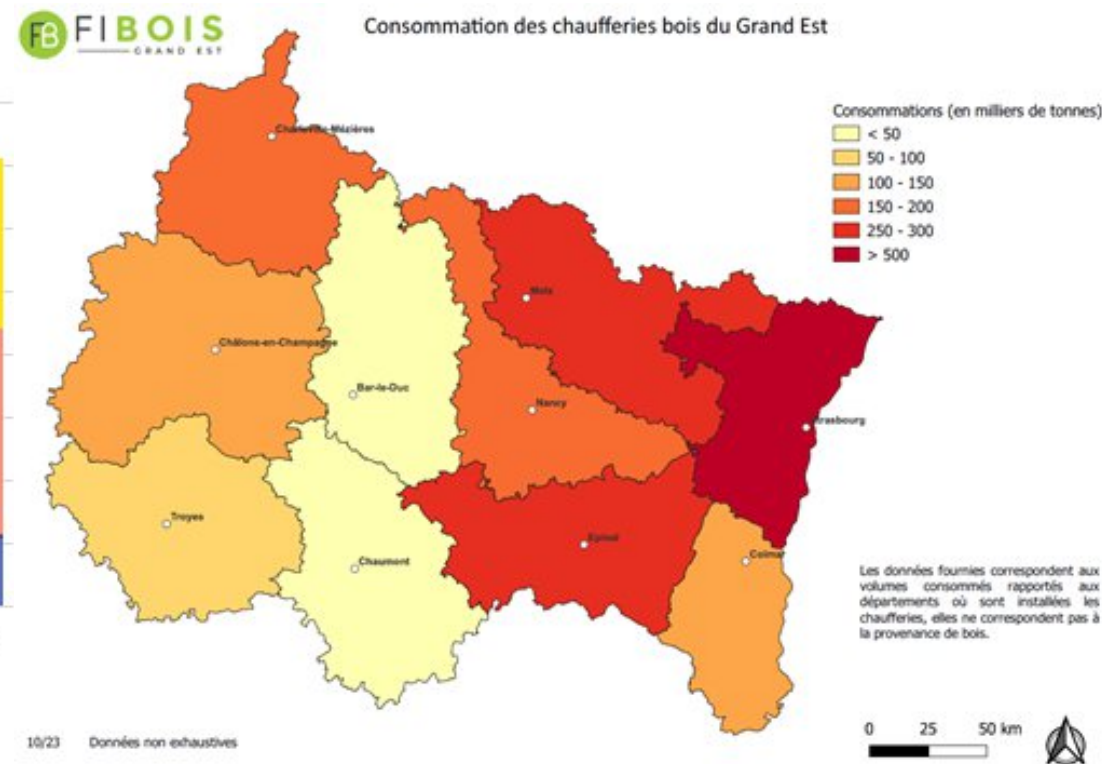 FB FIBOIS
GRAND EST
Consommation des chaufferies bois du Grand Est
Consommations (en milliers de tonnes)
< 50
50 - 100
100 - 150
150 - 200
250 - 300
> 500
Charleville-Mézières
Metz
Châlons-en-Champagne
Bar-le-Duc
Nancy
Strasbourg
Troyes
Epinal
Colmar
Chaumont
Les données fournies correspondent aux
volumes consommés rapportés aux
départements où sont installées les
chaufferies, elles ne correspondent pas à
la provenance de bois.
0 25 50 km
10/23 Données non exhaustives